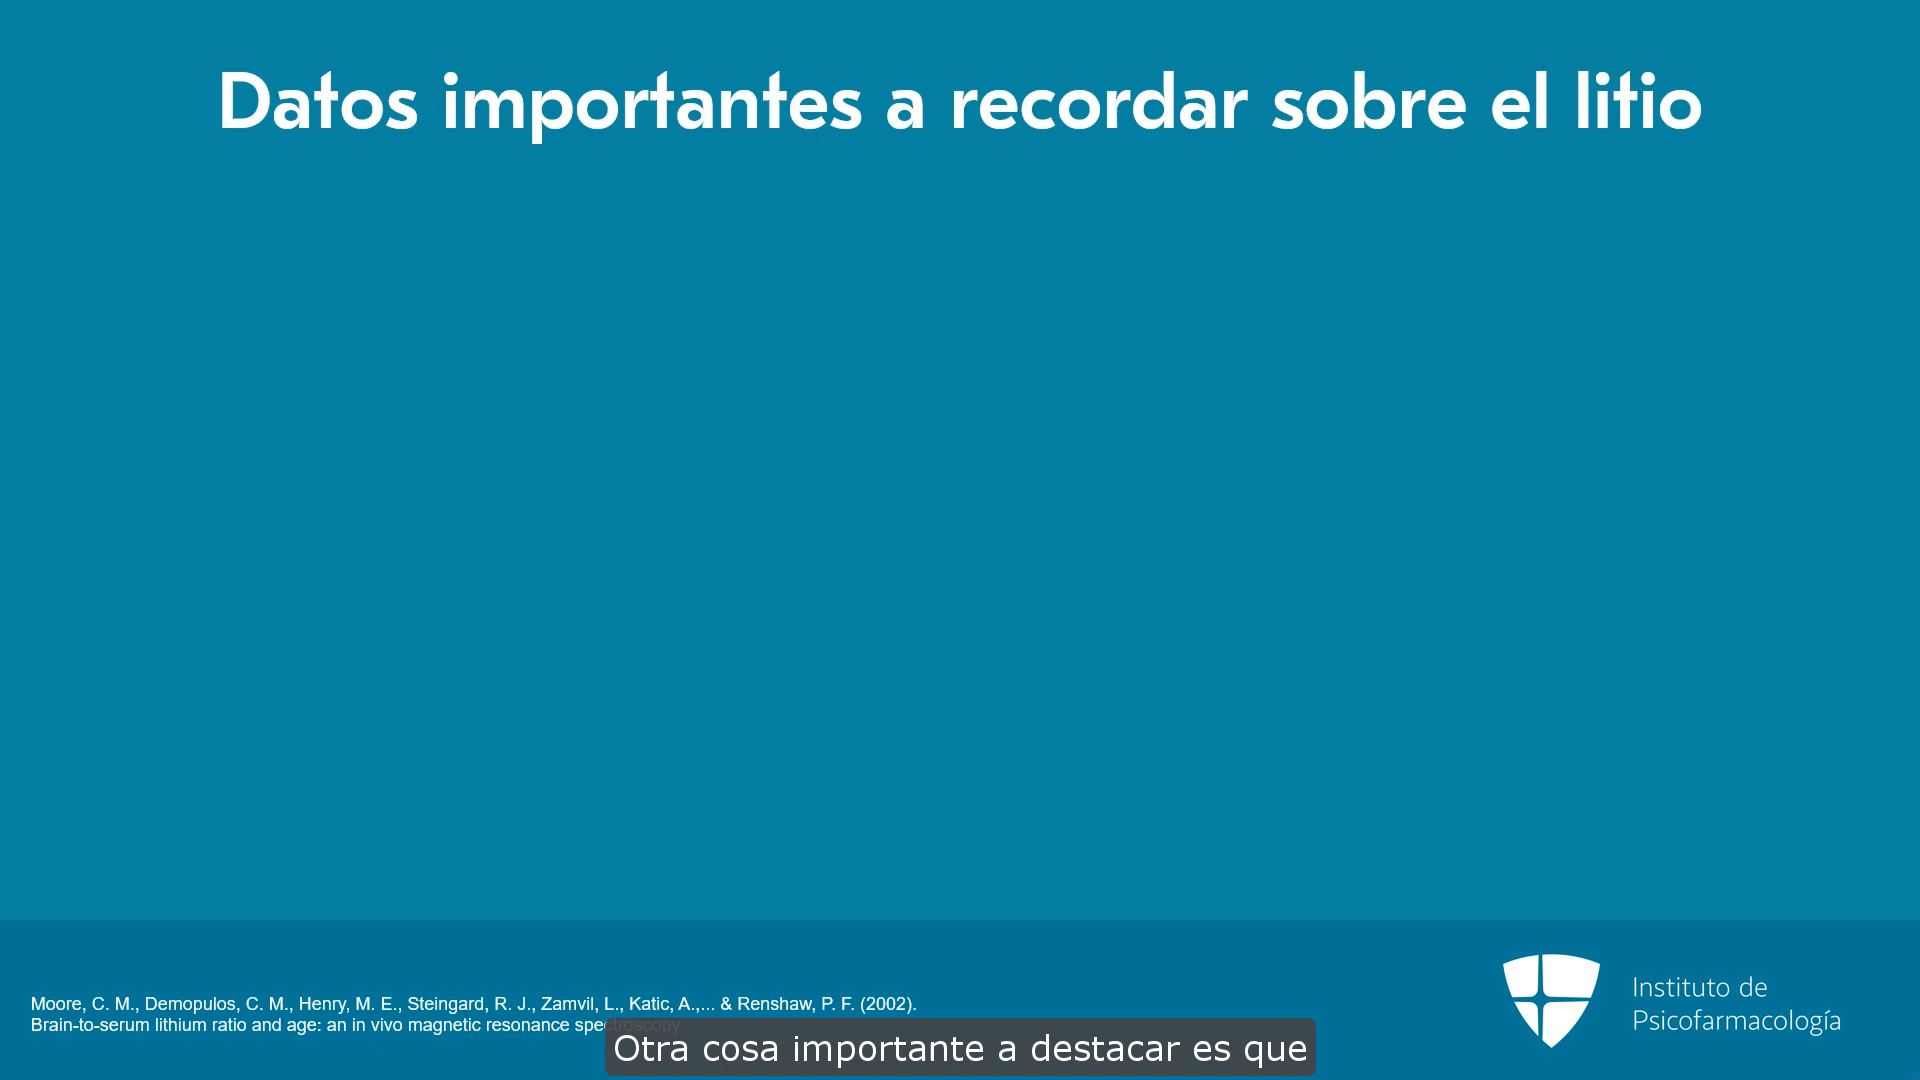 Datos importantes a recordar sobre el litio
Moore, C. M., Demopulos, C. M., Henry, M. E., Steingard, R. J., Zamvil, L., Katic, A.,... & Renshaw, P. F. (2002).
Brain-to-serum lithium ratio and age: an in vivo magnetic resonance spectroscopy.
Otra cosa importante a destacar es que
Instituto de
Psicofarmacología